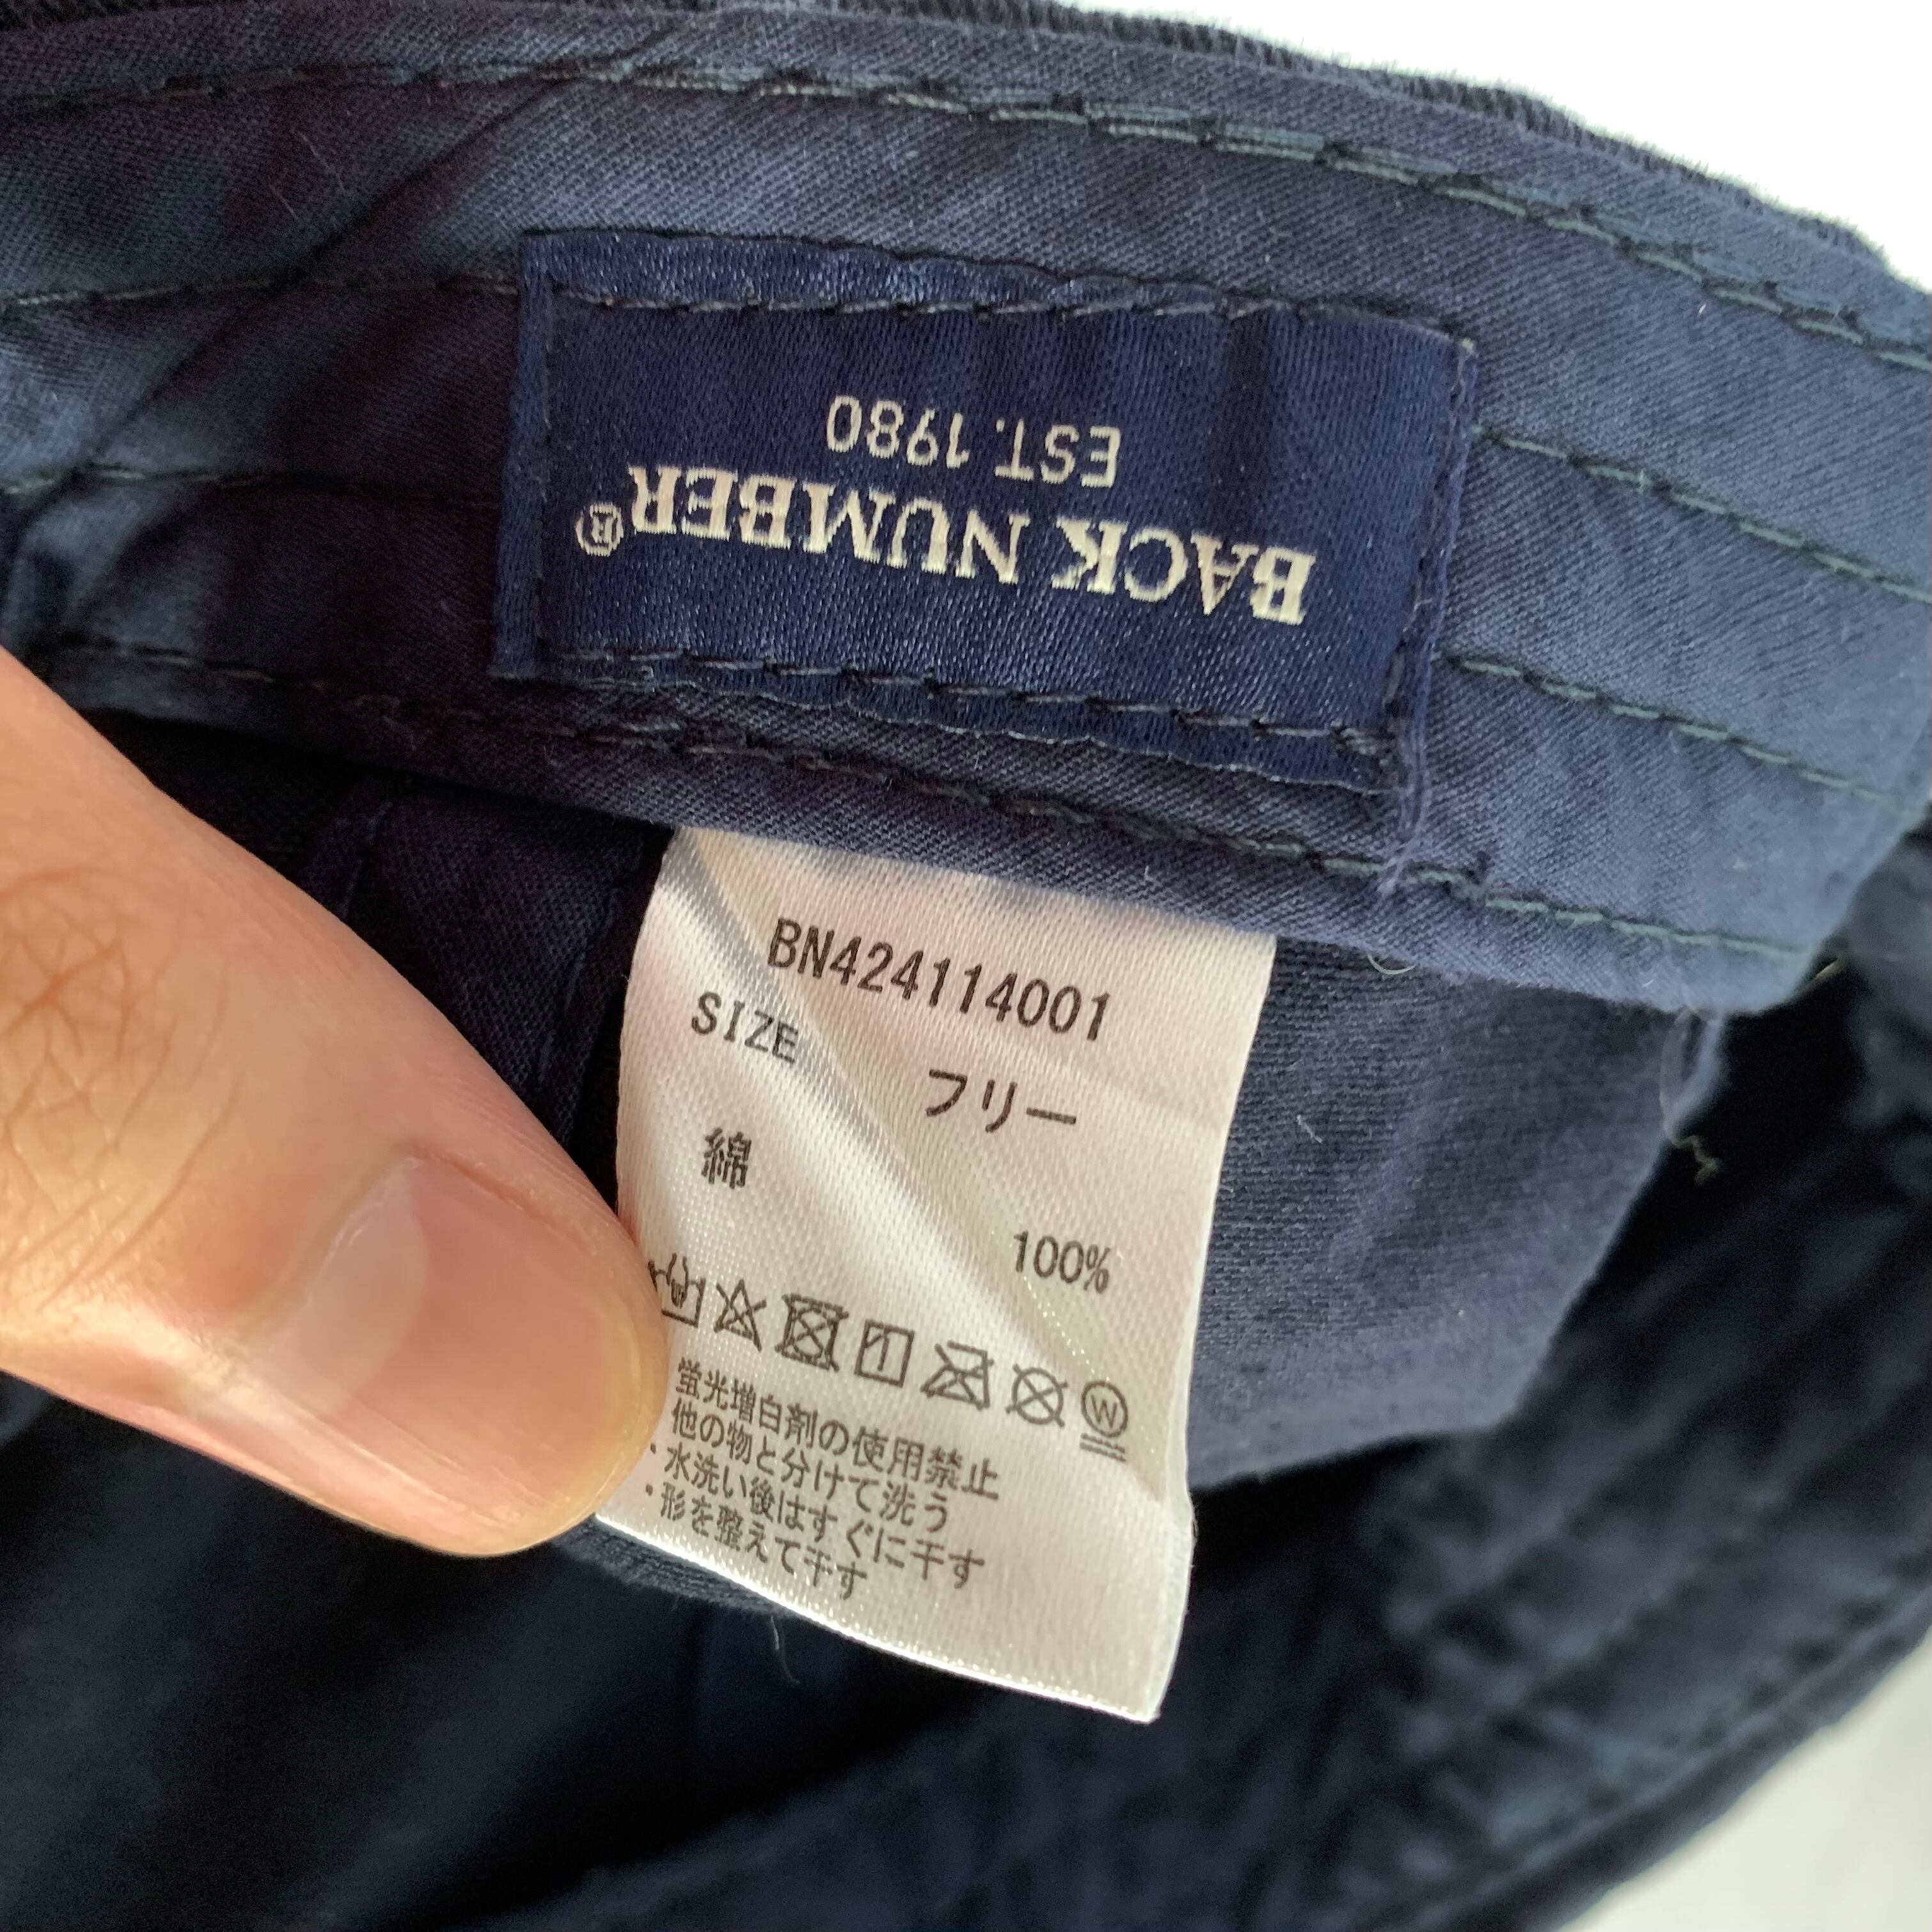 BACK NUMBER®
EST.1980
BN424114001
SIZE
フリー
綿
100%
W
蛍光増白剤の使用禁止
他の物と分けて洗う
・水洗い後はすぐに干す
・形を整えて干す